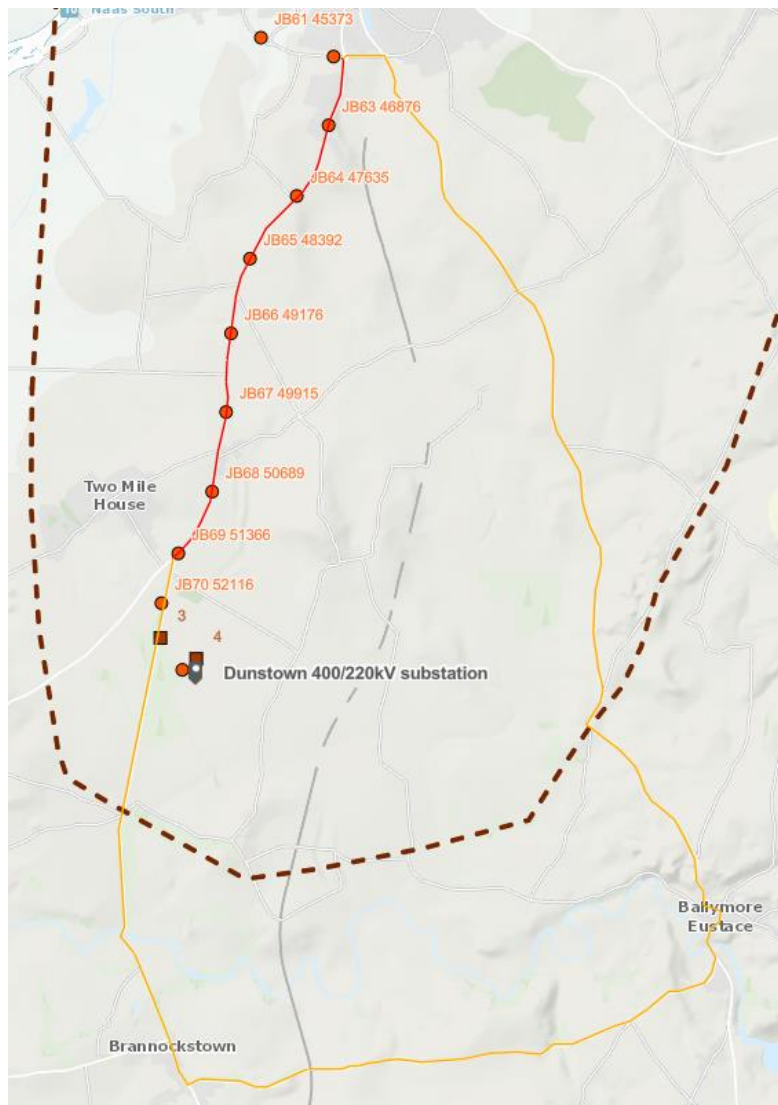 10 Naas South
JB61 45373
JB63 46876
JB64 47635
JB65 48392
JB66 49176
JB67 49915
JB68 50689
Two Mile
House
JB69 51366
JB70 52116
3
4
Dunstown 400/220kV substation
Ballymore
Eustace
Brannockstown